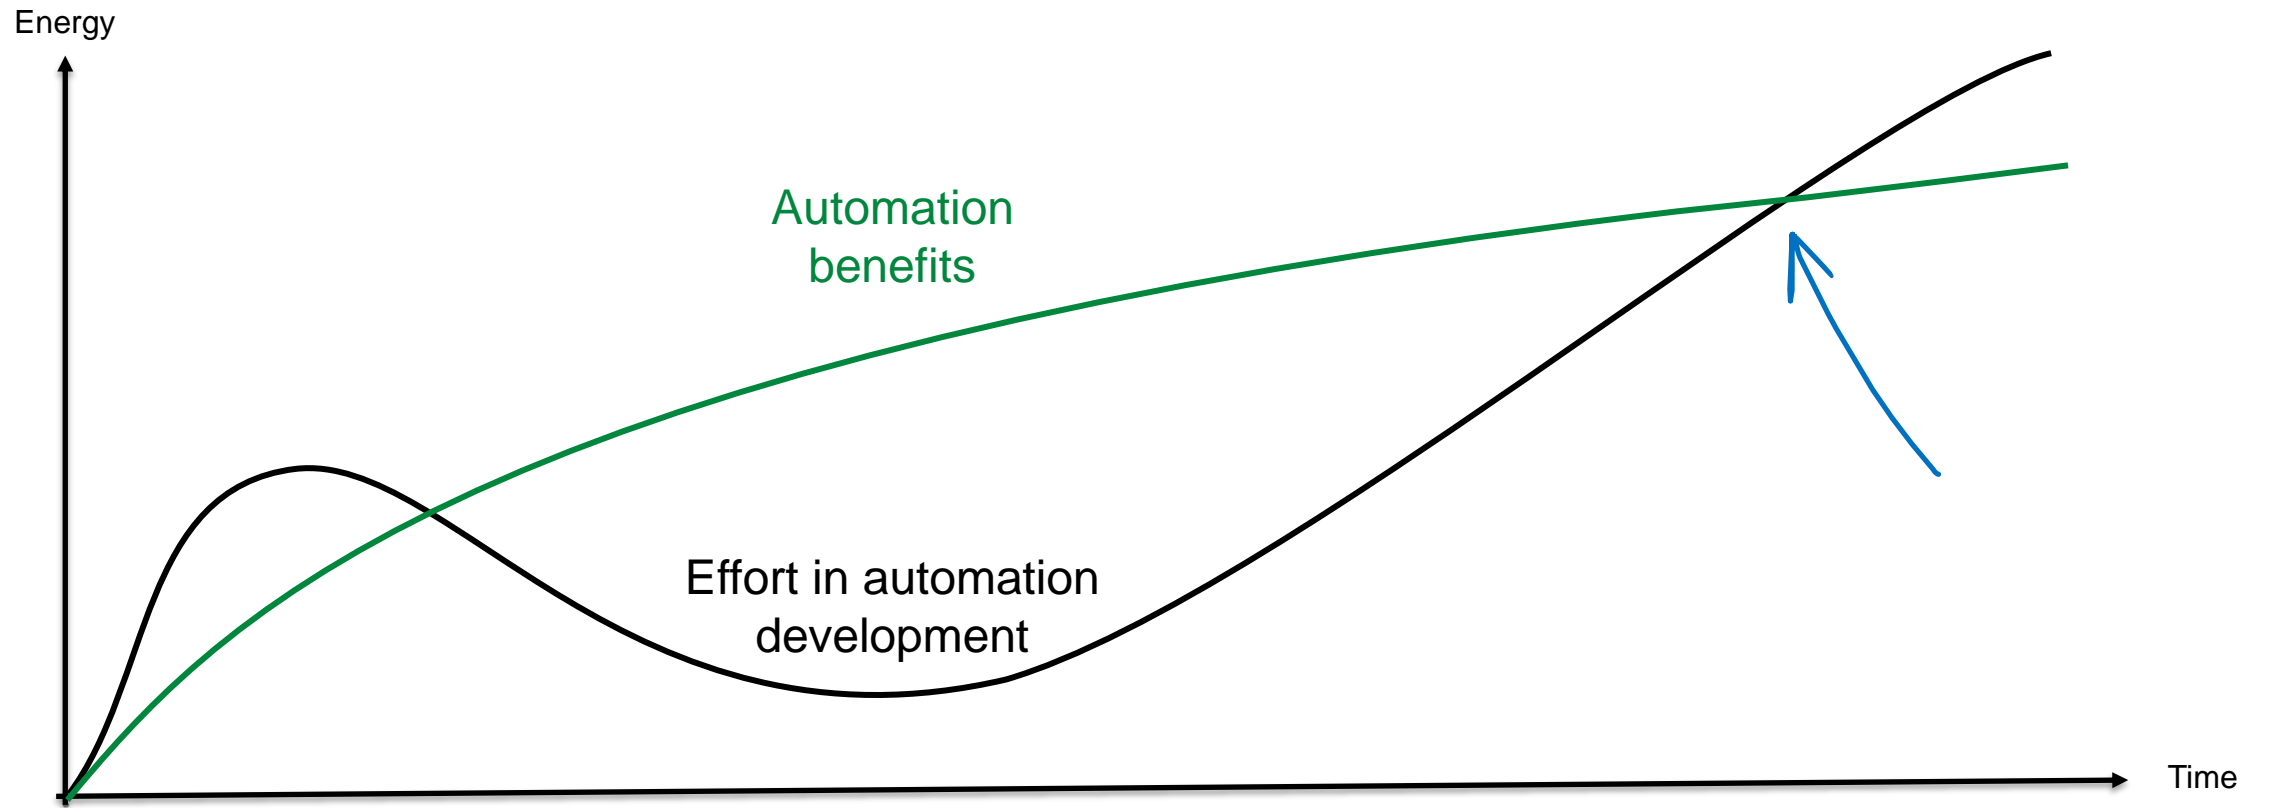 Energy
Automation
benefits
Effort in automation
development
Time